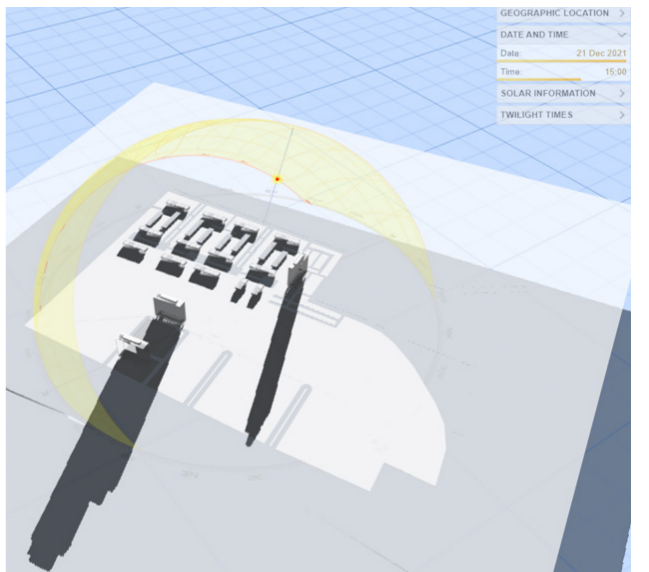 GEOGRAPHIC LOCATION
DATE AND TIME
Date: 21 Dec 2021
Time: 15:00
SOLAR INFORMATION
TWILIGHT TIMES